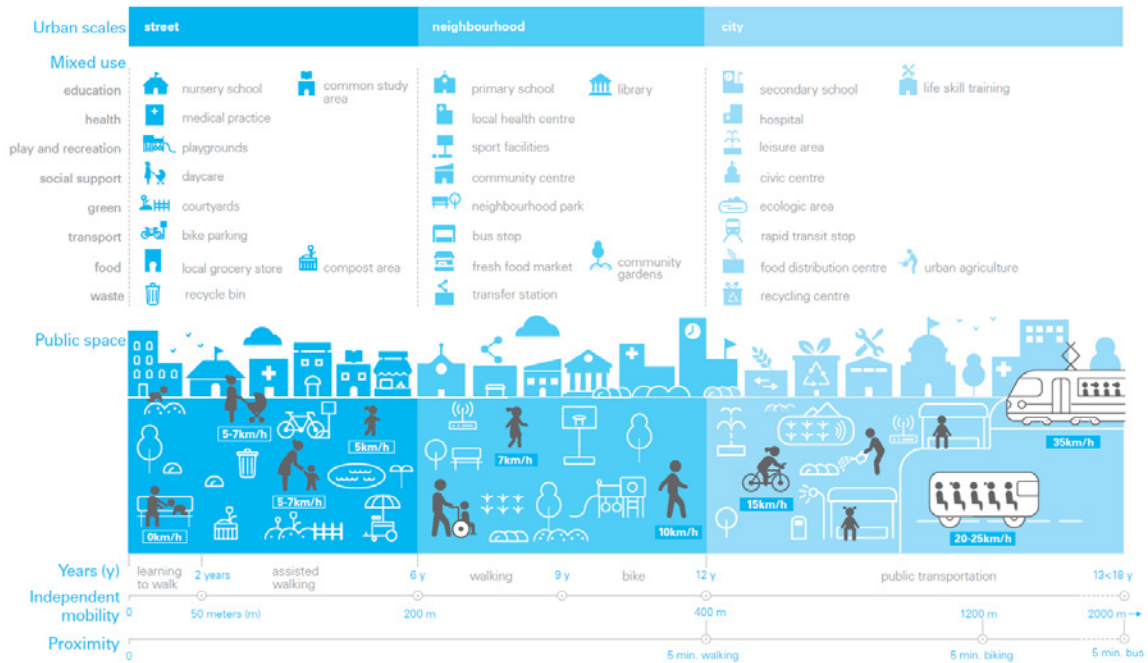 Urban scales street neighbourhood city
Mixed use
education nursery school common study area primary school library secondary school life skill training
health medical practice local health centre hospital
play and recreation playgrounds sport facilities leisure area
social support daycare community centre civic centre
green courtyards neighbourhood park ecologic area
transport bike parking bus stop rapid transit stop
food local grocery store compost area fresh food market community gardens food distribution centre urban agriculture
waste recycle bin transfer station recycling centre
Public space
5-7km/h
5km/h
7km/h
35km/h
5-7km/h
15km/h
0km/h
10km/h
20-25km/h
Years (y) learning to walk 2 years assisted walking 6 y walking 9 y bike 12 y public transportation 13<18 y
Independent mobility 0 50 meters (m) 200 m 400 m 1200 m 2000 m →
Proximity 0 5 min. walking 5 min. biking 5 min. bus